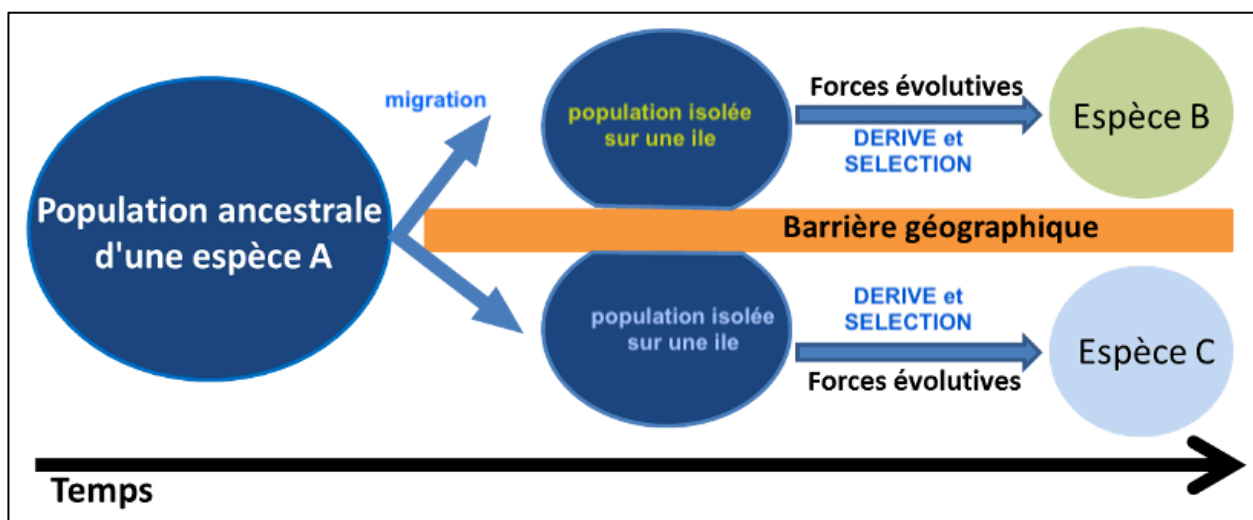 Population ancestrale
d'une espèce A
migration
population isolée
sur une ile
Forces évolutives
DERIVE et
SELECTION
Espèce B
Barrière géographique
population isolée
sur une ile
DERIVE et
SELECTION
Forces évolutives
Espèce C
Temps